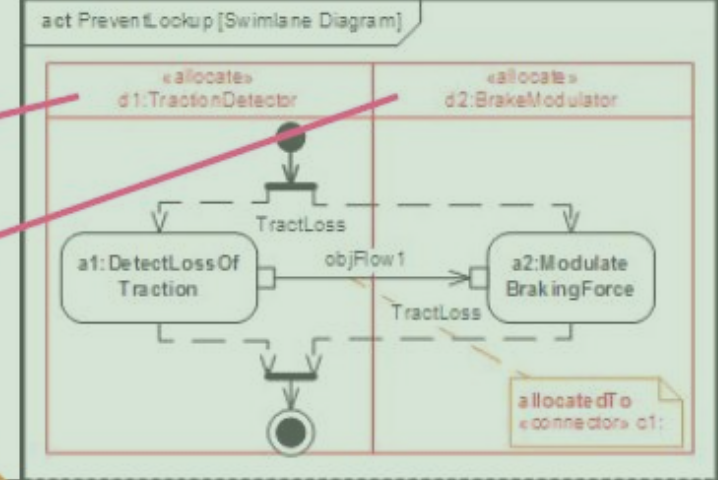 act PreventLockup [Swimlane Diagram]
«allocate»
d1:TractionDetector
«allocate»
d2:BrakeModulator
TractLoss
a1:DetectLossOf
Traction
objFlow1
a2:Modulate
BrakingForce
TractLoss
allocatedTo
«connector» c1: